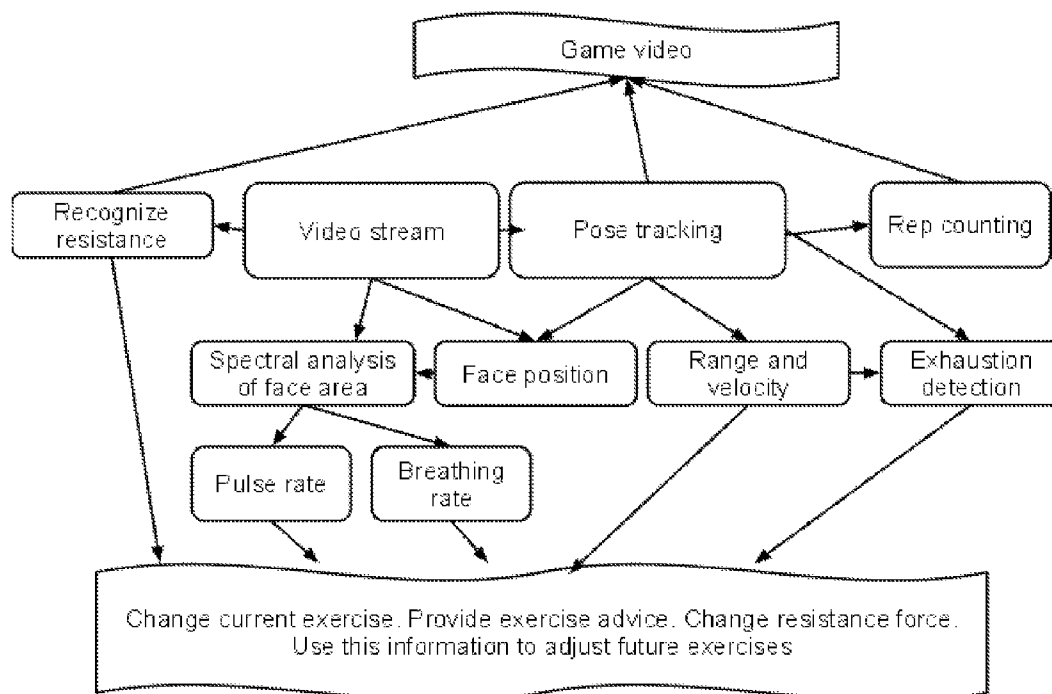 Game video
Recognize
resistance
Video stream
Pose tracking
Rep counting
Spectral analysis
of face area
Face position
Range and
velocity
Exhaustion
detection
Pulse rate
Breathing
rate
Change current exercise. Provide exercise advice. Change resistance force.
Use this information to adjust future exercises